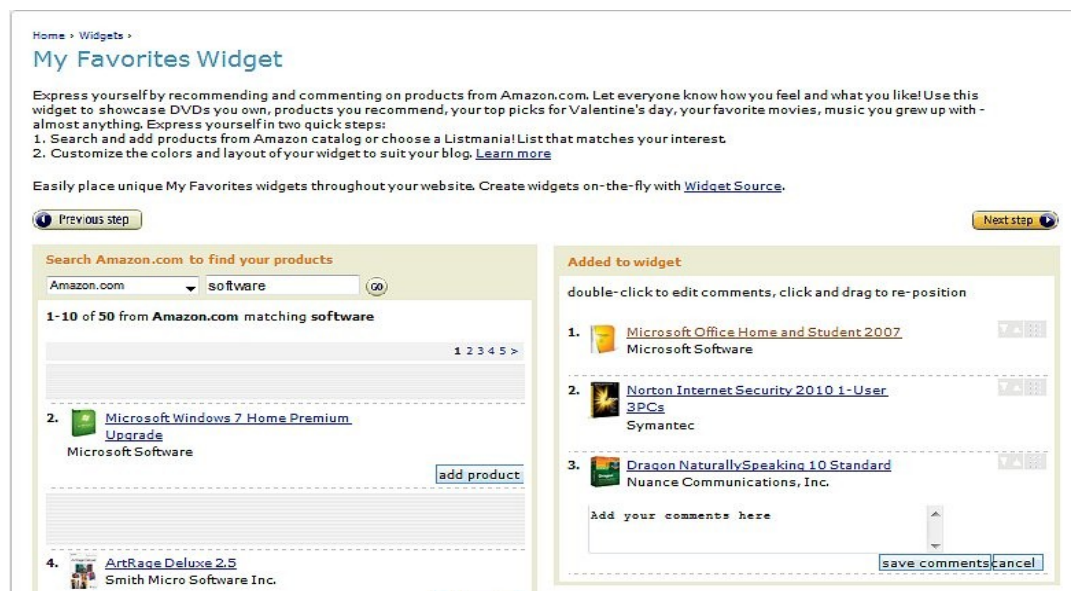 Home › Widgets ›
My Favorites Widget
Express yourself by recommending and commenting on products from Amazon.com. Let everyone know how you feel and what you like! Use this
widget to showcase DVDs you own, products you recommend, your top picks for Valentine's day, your favorite movies, music you grew up with -
almost anything. Express yourself in two quick steps:
1. Search and add products from Amazon catalog or choose a Listmania! List that matches your interest.
2. Customize the colors and layout of your widget to suit your blog. Learn more
Easily place unique My Favorites widgets throughout your website. Create widgets on-the-fly with Widget Source.
Previous step
Next step
Search Amazon.com to find your products
Amazon.com software GO
1-10 of 50 from Amazon.com matching software
1 2 3 4 5 >
2. Microsoft Windows 7 Home Premium
Upgrade
Microsoft Software
add product
4. ArtRage Deluxe 2.5
Smith Micro Software Inc.
Added to widget
double-click to edit comments, click and drag to re-position
1. Microsoft Office Home and Student 2007
Microsoft Software
2. Norton Internet Security 2010 1-User
3PCs
Symantec
3. Dragon NaturallySpeaking 10 Standard
Nuance Communications, Inc.
Add your comments here
save comments cancel